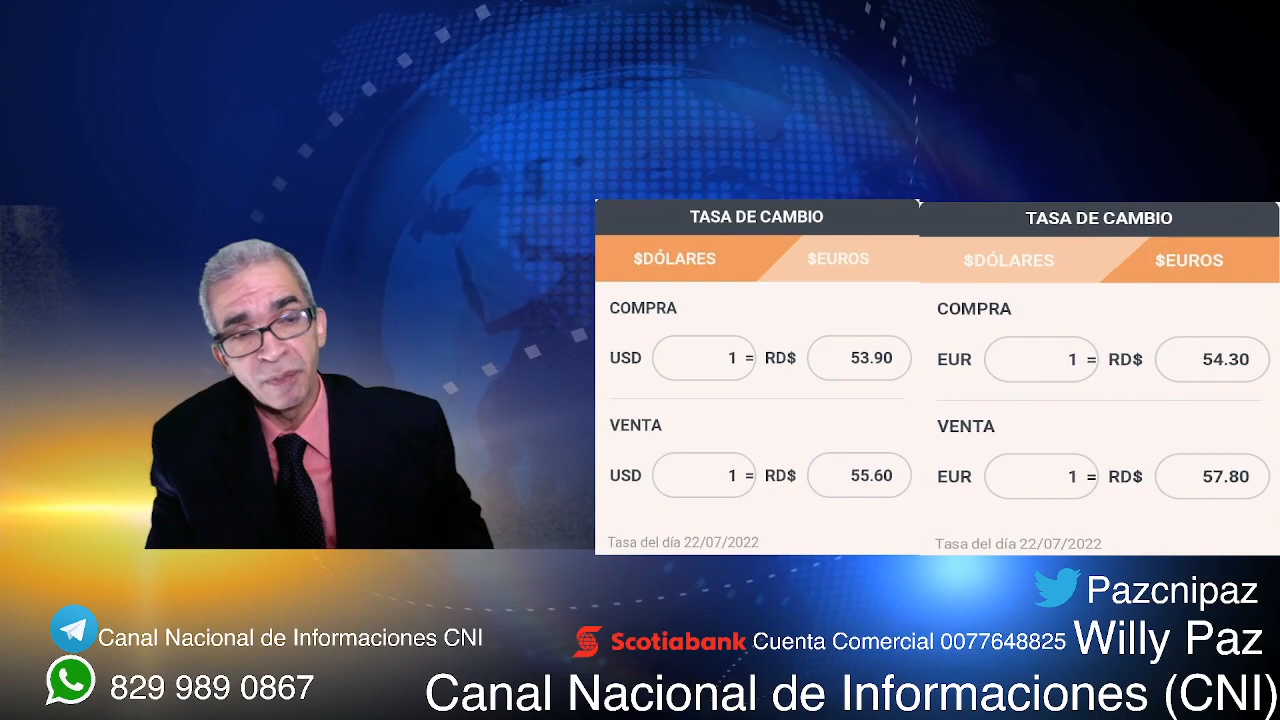 TASA DE CAMBIO
$DÓLARES $EUROS
COMPRA
USD 1 = RD$ 53.90
VENTA
USD 1 = RD$ 55.60
Tasa del día 22/07/2022
TASA DE CAMBIO
$DÓLARES $EUROS
COMPRA
EUR 1 = RD$ 54.30
VENTA
EUR 1 = RD$ 57.80
Tasa del día 22/07/2022
Pazcnipaz
Canal Nacional de Informaciones CNI
Scotiabank Cuenta Comercial 0077648825 Willy Paz
829 989 0867
Canal Nacional de Informaciones (CNI)